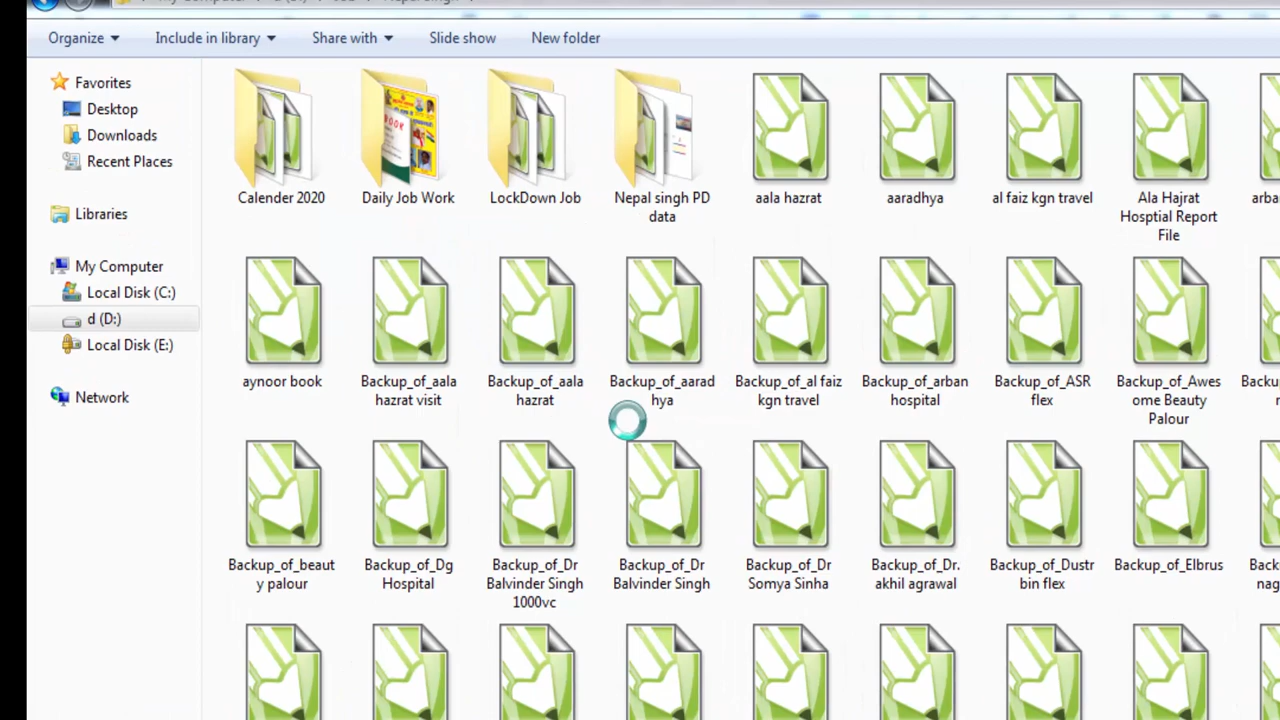 Organize
Include in library
Share with
Slide show
New folder
Favorites
Desktop
Downloads
Recent Places
Libraries
My Computer
Local Disk (C:)
d (D:)
Local Disk (E:)
Network
Calender 2020
Daily Job Work
LockDown Job
Nepal singh PD
data
aala hazrat
aaradhya
al faiz kgn travel
Ala Hajrat
Hosptial Report
File
aynoor book
Backup_of_aala
hazrat visit
Backup_of_aala
hazrat
Backup_of_aarad
hya
Backup_of_al faiz
kgn travel
Backup_of_arban
hospital
Backup_of_ASR
flex
Backup_of_Awes
ome Beauty
Palour
Backup_of_beaut
y palour
Backup_of_Dg
Hospital
Backup_of_Dr
Balvinder Singh
1000vc
Backup_of_Dr
Balvinder Singh
Backup_of_Dr
Somya Sinha
Backup_of_Dr.
akhil agrawal
Backup_of_Dustr
bin flex
Backup_of_Elbrus